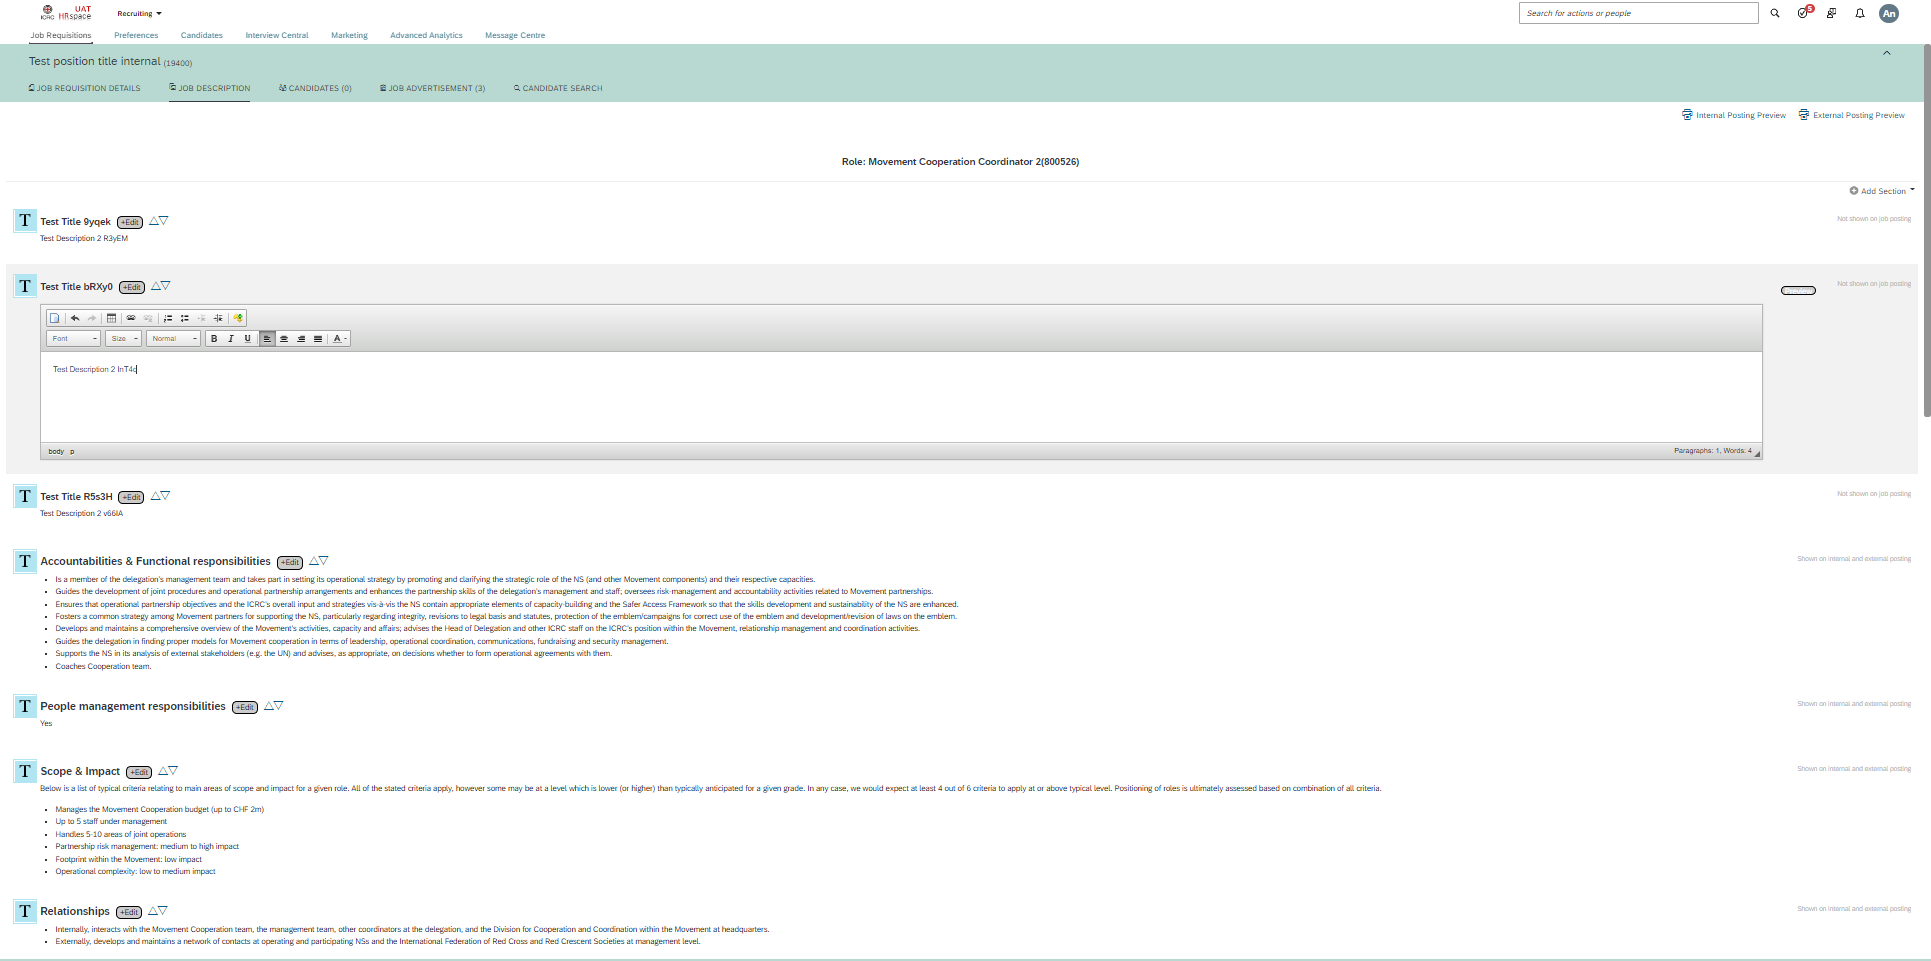 ICRC
UAT
HRspace
Recruiting
Search for actions or people
5
An
Job Requisitions
Preferences
Candidates
Interview Central
Marketing
Advanced Analytics
Message Centre
Test position title internal (19400)
JOB REQUISITION DETAILS
JOB DESCRIPTION
CANDIDATES (0)
JOB ADVERTISEMENT (3)
CANDIDATE SEARCH
Internal Posting Preview
External Posting Preview
Role: Movement Cooperation Coordinator 2(800526)
Add Section
T
Test Title 9yqek
+Edit
Not shown on job posting
Test Description 2 R3yEM
T
Test Title bRXy0
+Edit
Not shown on job posting
Font
Size
Normal
B
I
U
A
Test Description 2 InT4c
body p
Paragraphs: 1, Words: 4
T
Test Title R5s3H
+Edit
Not shown on job posting
Test Description 2 v66IA
T
Accountabilities & Functional responsibilities
+Edit
Shown on internal and external posting
• Is a member of the delegation's management team and takes part in setting its operational strategy by promoting and clarifying the strategic role of the NS (and other Movement components) and their respective capacities.
• Guides the development of joint procedures and operational partnership arrangements and enhances the partnership skills of the delegation's management and staff; oversees risk-management and accountability activities related to Movement partnerships.
• Ensures that operational partnership objectives and the ICRC's overall input and strategies vis-à-vis the NS contain appropriate elements of capacity-building and the Safer Access Framework so that the skills development and sustainability of the NS are enhanced.
• Fosters a common strategy among Movement partners for supporting the NS, particularly regarding integrity, revisions to legal basis and statutes, protection of the emblem/campaigns for correct use of the emblem and development/revision of laws on the emblem.
• Develops and maintains a comprehensive overview of the Movement's activities, capacity and affairs; advises the Head of Delegation and other ICRC staff on the ICRC's position within the Movement, relationship management and coordination activities.
• Guides the delegation in finding proper models for Movement cooperation in terms of leadership, operational coordination, communications, fundraising and security management.
• Supports the NS in its analysis of external stakeholders (e.g. the UN) and advises, as appropriate, on decisions whether to form operational agreements with them.
• Coaches Cooperation team.
T
People management responsibilities
+Edit
Shown on internal and external posting
Yes
T
Scope & Impact
+Edit
Shown on internal and external posting
Below is a list of typical criteria relating to main areas of scope and impact for a given role. All of the stated criteria apply, however some may be at a level which is lower (or higher) than typically anticipated for a given grade. In any case, we would expect at least 4 out of 6 criteria to apply at or above typical level. Positioning of roles is ultimately assessed based on combination of all criteria.
• Manages the Movement Cooperation budget (up to CHF 2m)
• Up to 5 staff under management
• Handles 5-10 areas of joint operations
• Partnership risk management: medium to high impact
• Footprint within the Movement: low impact
• Operational complexity: low to medium impact
T
Relationships
+Edit
Shown on internal and external posting
• Internally, interacts with the Movement Cooperation team, the management team, other coordinators at the delegation, and the Division for Cooperation and Coordination within the Movement at headquarters.
• Externally, develops and maintains a network of contacts at operating and participating NSs and the International Federation of Red Cross and Red Crescent Societies at management level.